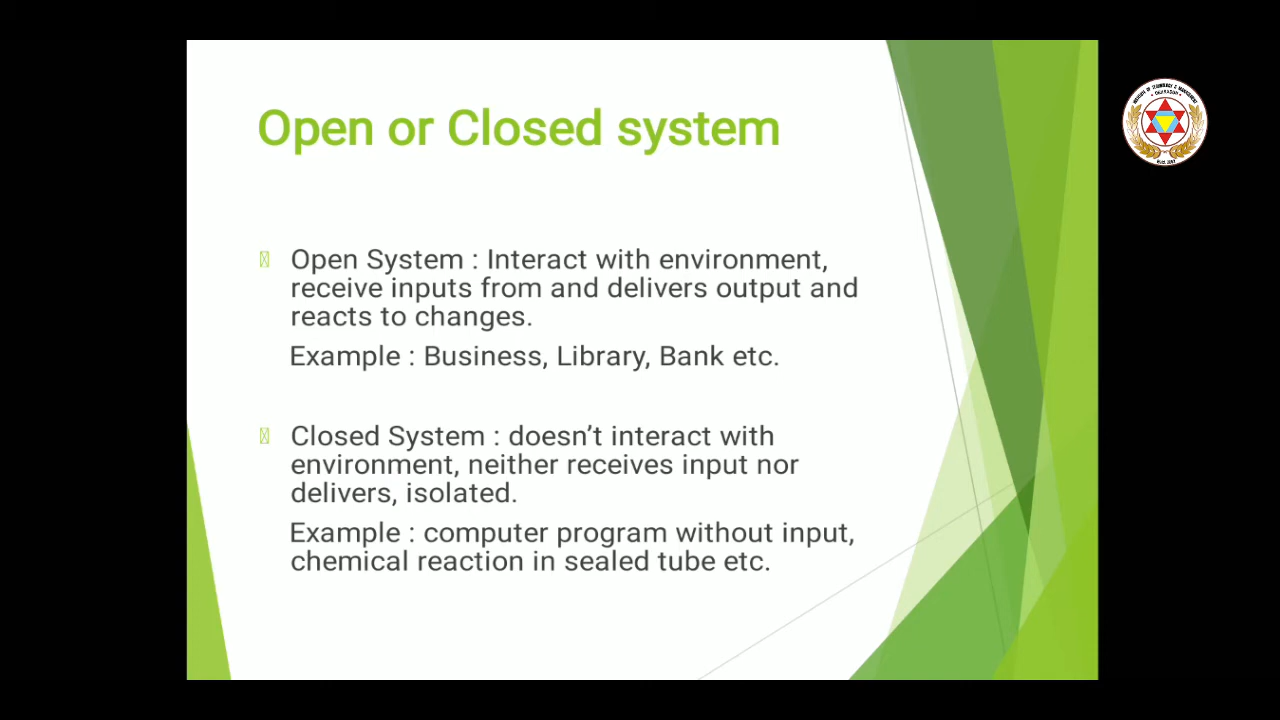 Open or Closed system
Open System : Interact with environment,
receive inputs from and delivers output and
reacts to changes.
Example : Business, Library, Bank etc.
Closed System : doesn’t interact with
environment, neither receives input nor
delivers, isolated.
Example : computer program without input,
chemical reaction in sealed tube etc.